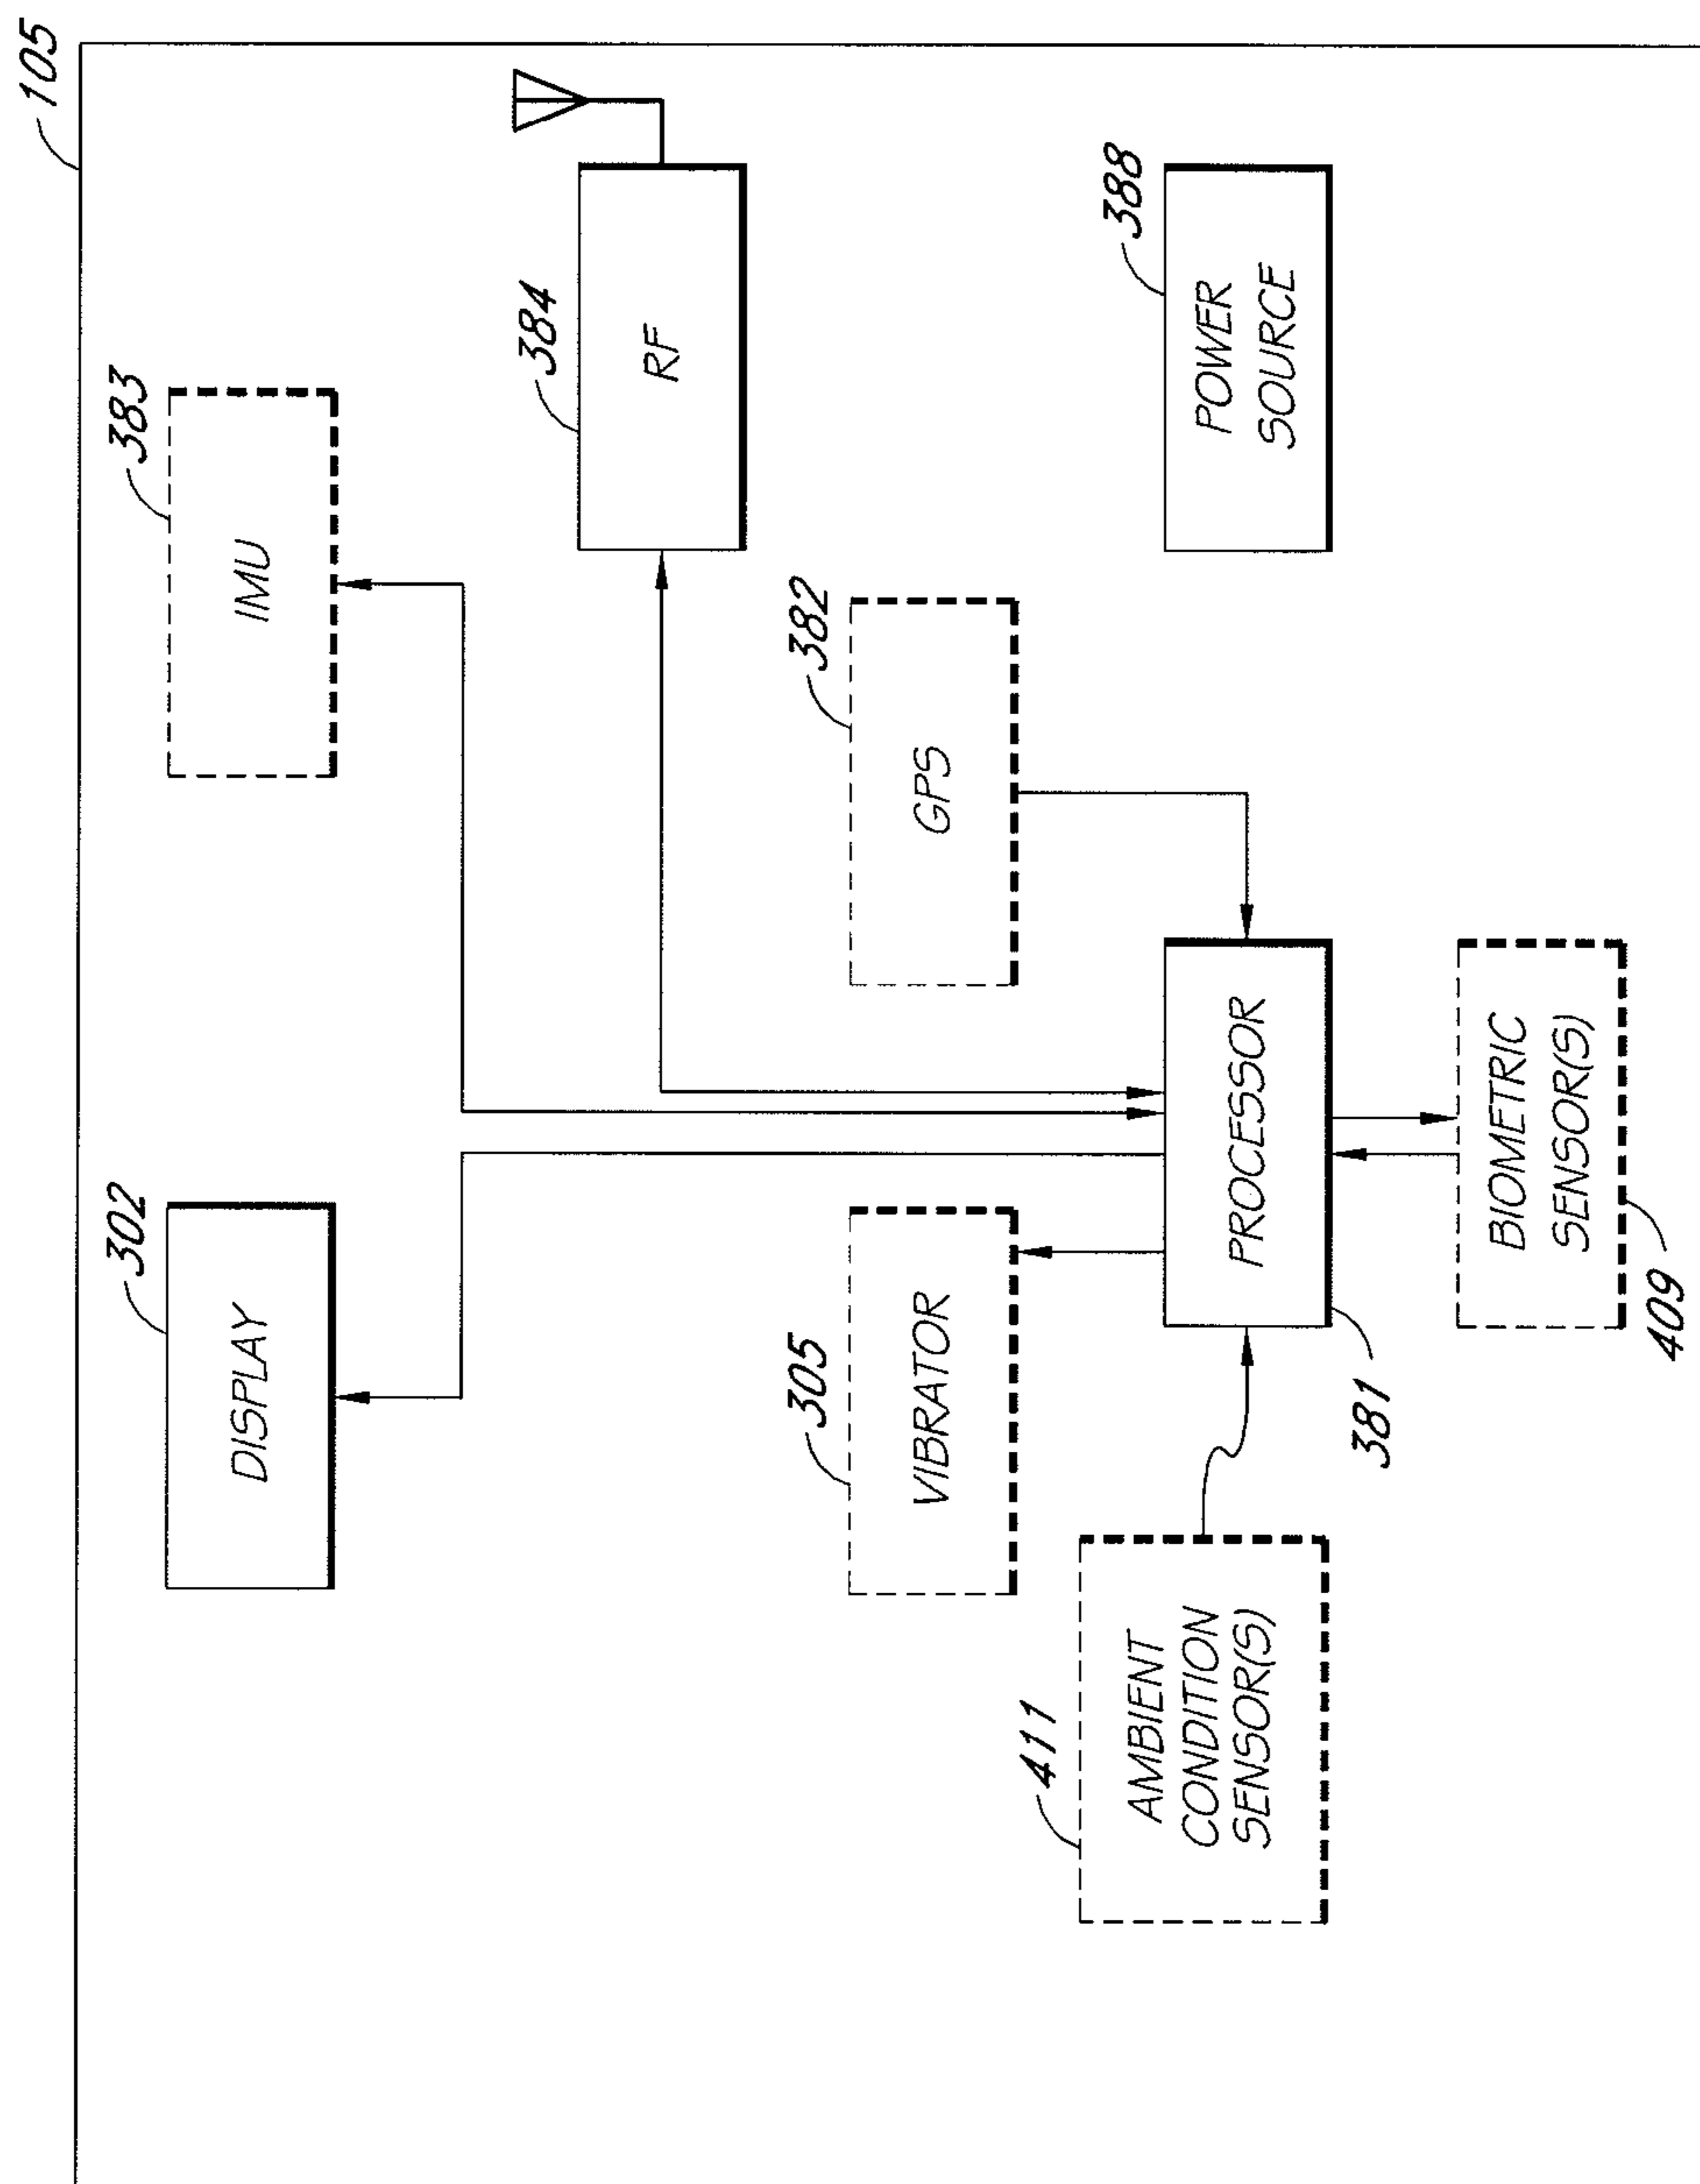 105
302
DISPLAY
383
IMU
384
RF
305
VIBRATOR
382
GPS
411
AMBIENT
CONDITION
SENSOR(S)
PROCESSOR
381
388
POWER
SOURCE
BIOMETRIC
SENSOR(S)
409